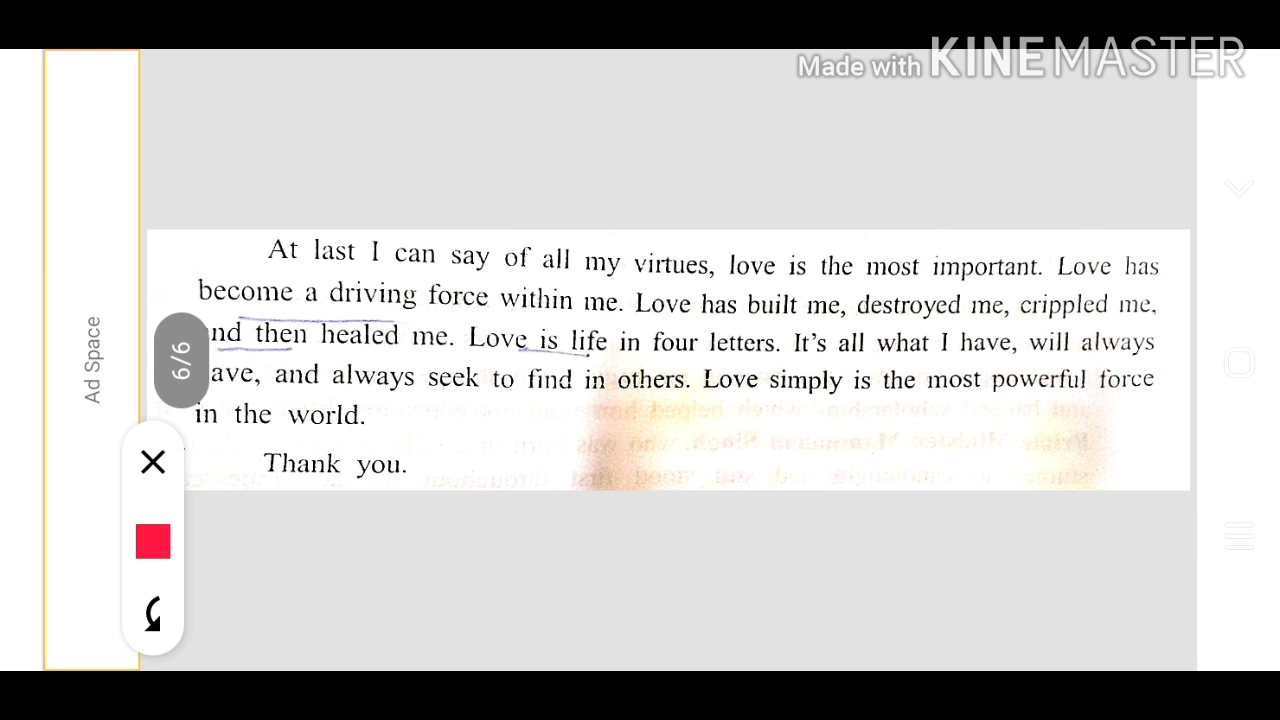 Made with KINEMASTER
Ad Space
At last I can say of all my virtues, love is the most important. Love has
become a driving force within me. Love has built me, destroyed me, crippled me,
nd then healed me. Love is life in four letters. It's all what I have, will always
ave, and always seek to find in others. Love simply is the most powerful force
in the world.
6/6
Thank you.